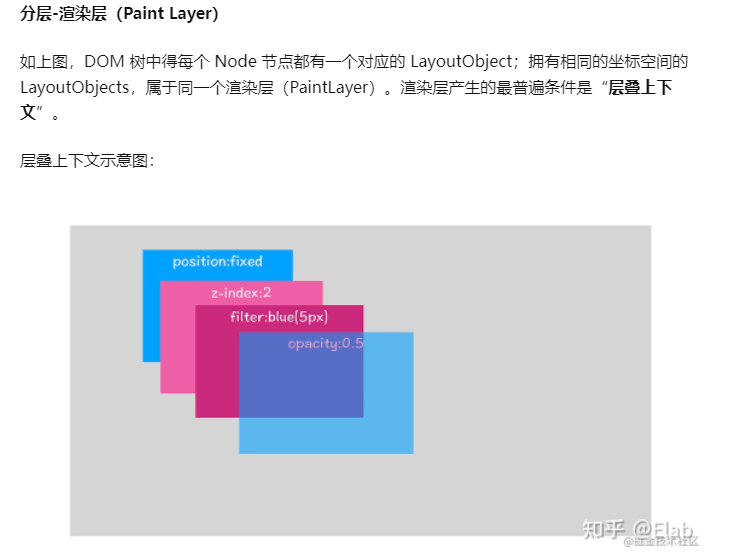 分层-渲染层（Paint Layer）
如上图，DOM 树中得每个 Node 节点都有一个对应的 LayoutObject；拥有相同的坐标空间的
LayoutObjects，属于同一个渲染层（PaintLayer）。渲染层产生的最普遍条件是“层叠上下
文”。
层叠上下文示意图：
position:fixed
z-index:2
filter:blue(5px)
opacity:0.5
知乎 @Elab
@掘金技术社区